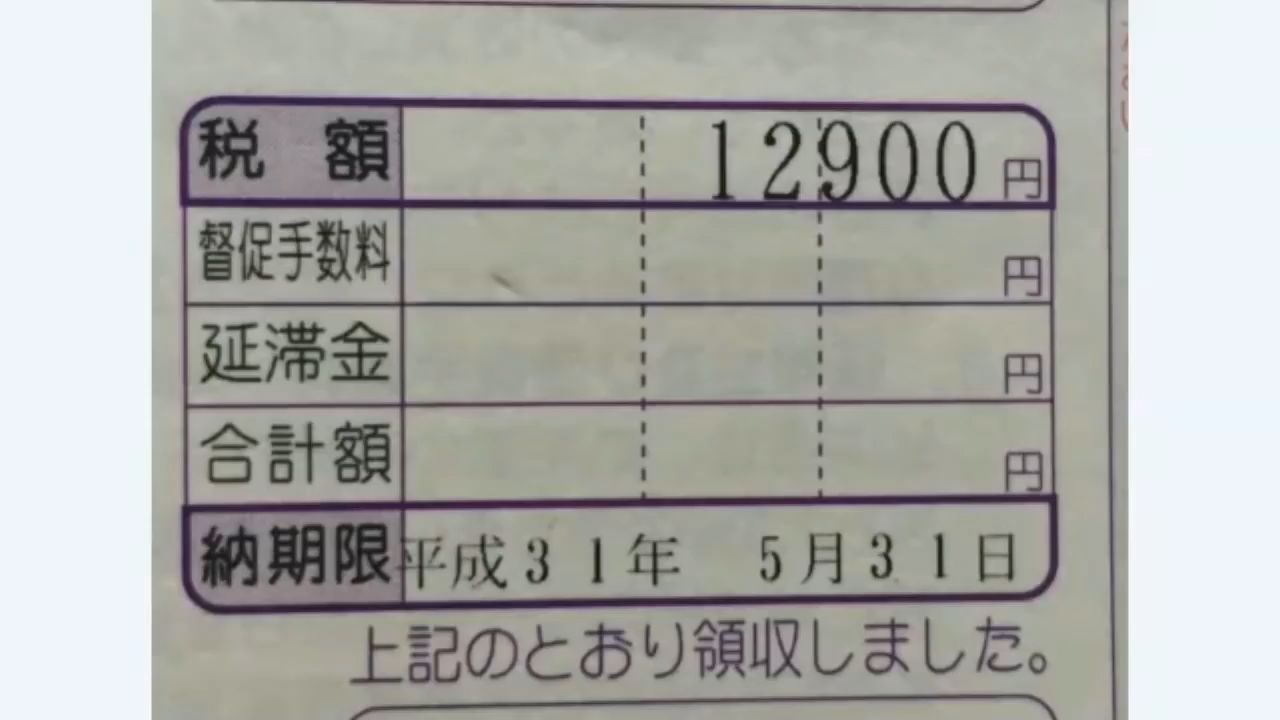 税額 12900円
督促手数料 円
延滞金 円
合計額 円
納期限 平成31年 5月31日
上記のとおり領収しました。